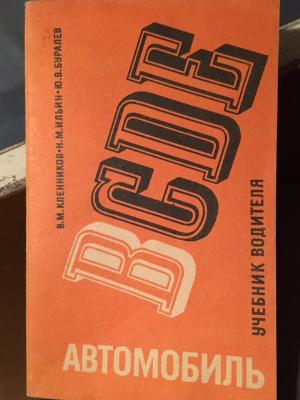 В.М.КЛЕННИКОВ•Н.М.ИЛЬИН•Ю.В.БУРАЛЕВ
BCDE
УЧЕБНИК ВОДИТЕЛЯ
АВТОМОБИЛЬ